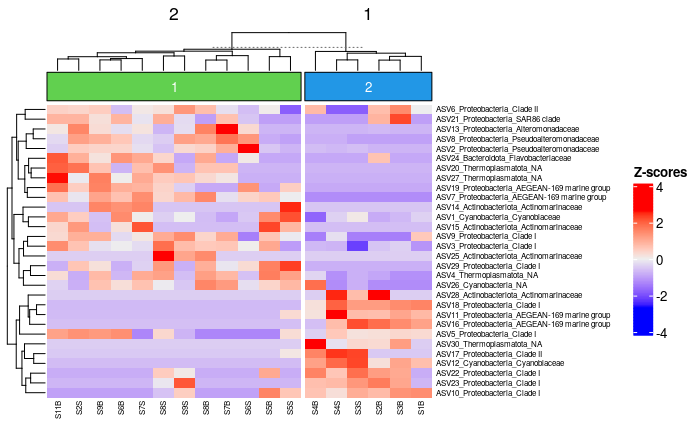 2 1
1 2
ASV6_Proteobacteria_Clade II
ASV21_Proteobacteria_SAR86 clade
ASV13_Proteobacteria_Alteromonadaceae
ASV8_Proteobacteria_Pseudoalteromonadaceae
ASV2_Proteobacteria_Pseudoalteromonadaceae
ASV24_Bacteroidota_Flavobacteriaceae
ASV20_Thermoplasmatota_NA
ASV27_Thermoplasmatota_NA
ASV19_Proteobacteria_AEGEAN-169 marine group
ASV7_Proteobacteria_AEGEAN-169 marine group
ASV14_Actinobacteriota_Actinomarinaceae
ASV1_Cyanobacteria_Cyanobiaceae
ASV15_Actinobacteriota_Actinomarinaceae
ASV9_Proteobacteria_Clade I
ASV3_Proteobacteria_Clade I
ASV25_Actinobacteriota_Actinomarinaceae
ASV29_Proteobacteria_Clade I
ASV4_Thermoplasmatota_NA
ASV26_Cyanobacteria_NA
ASV28_Actinobacteriota_Actinomarinaceae
ASV18_Proteobacteria_Clade I
ASV11_Proteobacteria_AEGEAN-169 marine group
ASV16_Proteobacteria_AEGEAN-169 marine group
ASV5_Proteobacteria_Clade I
ASV30_Thermoplasmatota_NA
ASV17_Proteobacteria_Clade II
ASV12_Cyanobacteria_Cyanobiaceae
ASV22_Proteobacteria_Clade I
ASV23_Proteobacteria_Clade I
ASV10_Proteobacteria_Clade I
S11B S2S S9B S6B S7S S8S S9S S8B S7B S6S S5B S5S S4B S4S S3S S2B S3B S1B
Z-scores
4
2
0
-2
-4